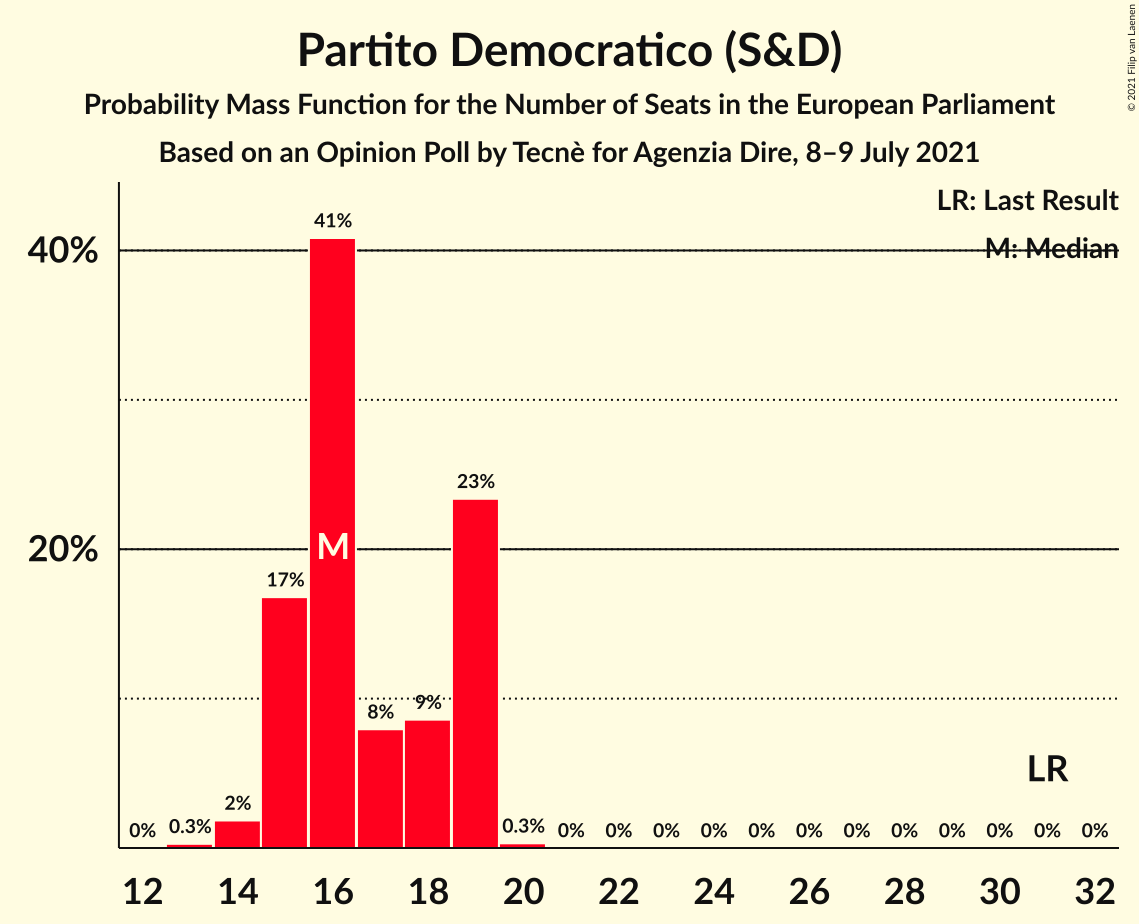 Partito Democratico (S&D)
Probability Mass Function for the Number of Seats in the European Parliament
Based on an Opinion Poll by Tecnè for Agenzia Dire, 8–9 July 2021
© 2021 Filip van Laenen
LR: Last Result
M: Median
40%
20%
41%
23%
17%
M
9%
8%
LR
2%
0% 0.3% 0.3% 0% 0% 0% 0% 0% 0% 0% 0% 0% 0% 0% 0%
12 14 16 18 20 22 24 26 28 30 32